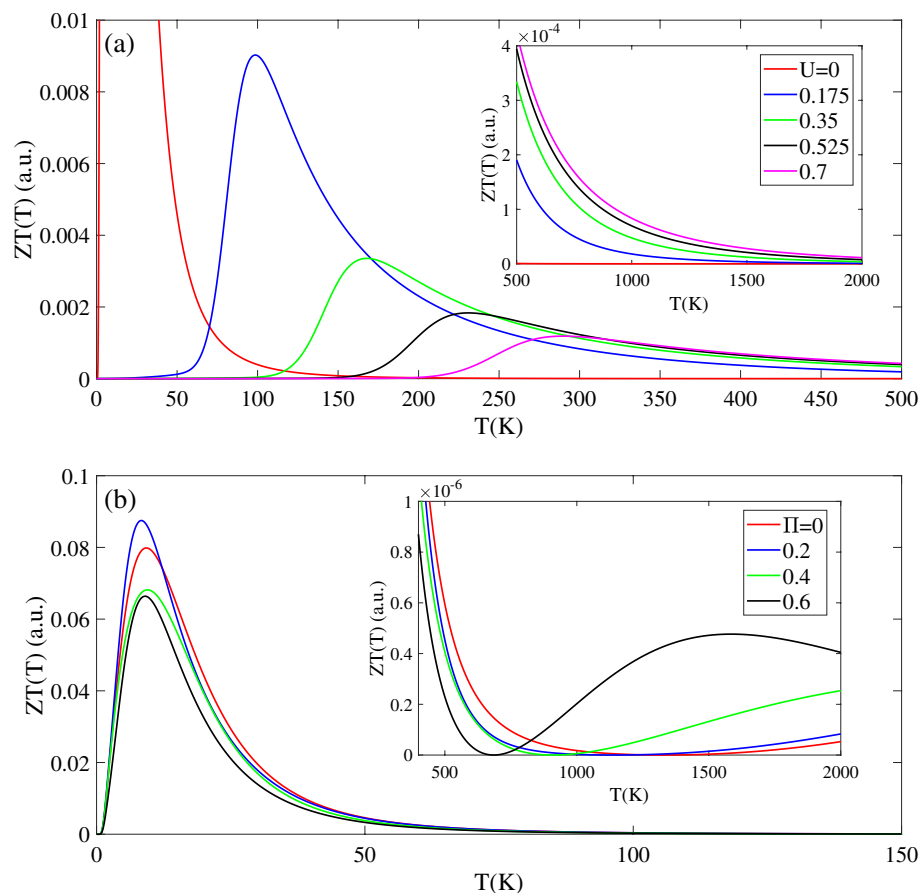 (a)
ZT(T) (a.u.)
0.01
0.008
0.006
0.004
0.002
0
0 50 100 150 200 250 300 350 400 450 500
T(K)
×10⁻⁴
ZT(T) (a.u.)
4
3
2
1
0
500 1000 1500 2000
T(K)
U=0
0.175
0.35
0.525
0.7
(b)
ZT(T) (a.u.)
0.1
0.08
0.06
0.04
0.02
0
0 50 100 150
T(K)
×10⁻⁶
ZT(T) (a.u.)
1
0.8
0.6
0.4
0.2
0
500 1000 1500 2000
T(K)
Π=0
0.2
0.4
0.6